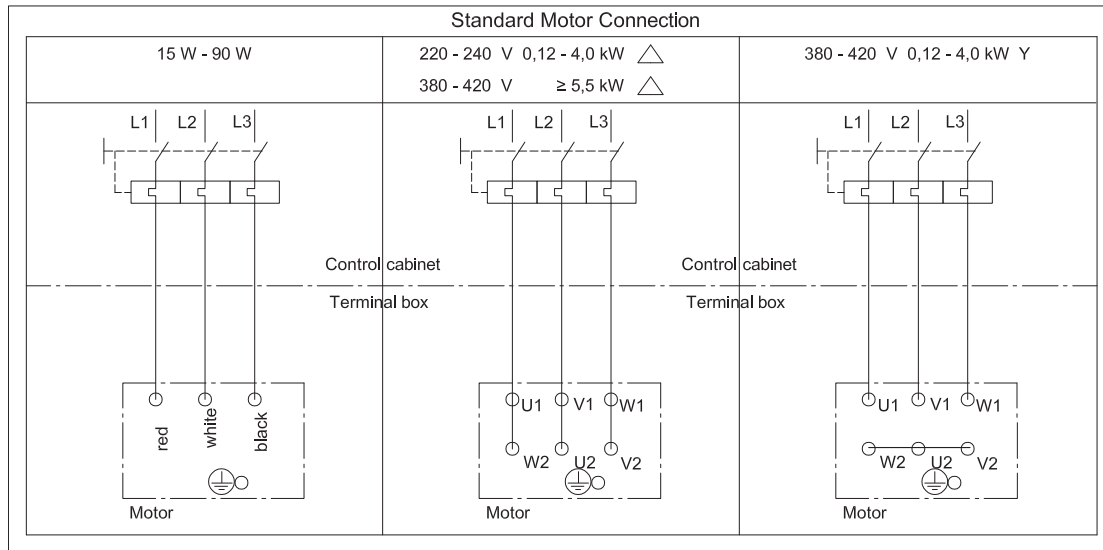 Standard Motor Connection
15 W - 90 W
220 - 240 V 0,12 - 4,0 kW
380 - 420 V ≥ 5,5 kW
380 - 420 V 0,12 - 4,0 kW Y
L1 L2 L3
L1 L2 L3
L1 L2 L3
Control cabinet
Control cabinet
Terminal box
Terminal box
red white black
Motor
U1 V1 W1
W2 U2 V2
Motor
U1 V1 W1
W2 U2 V2
Motor